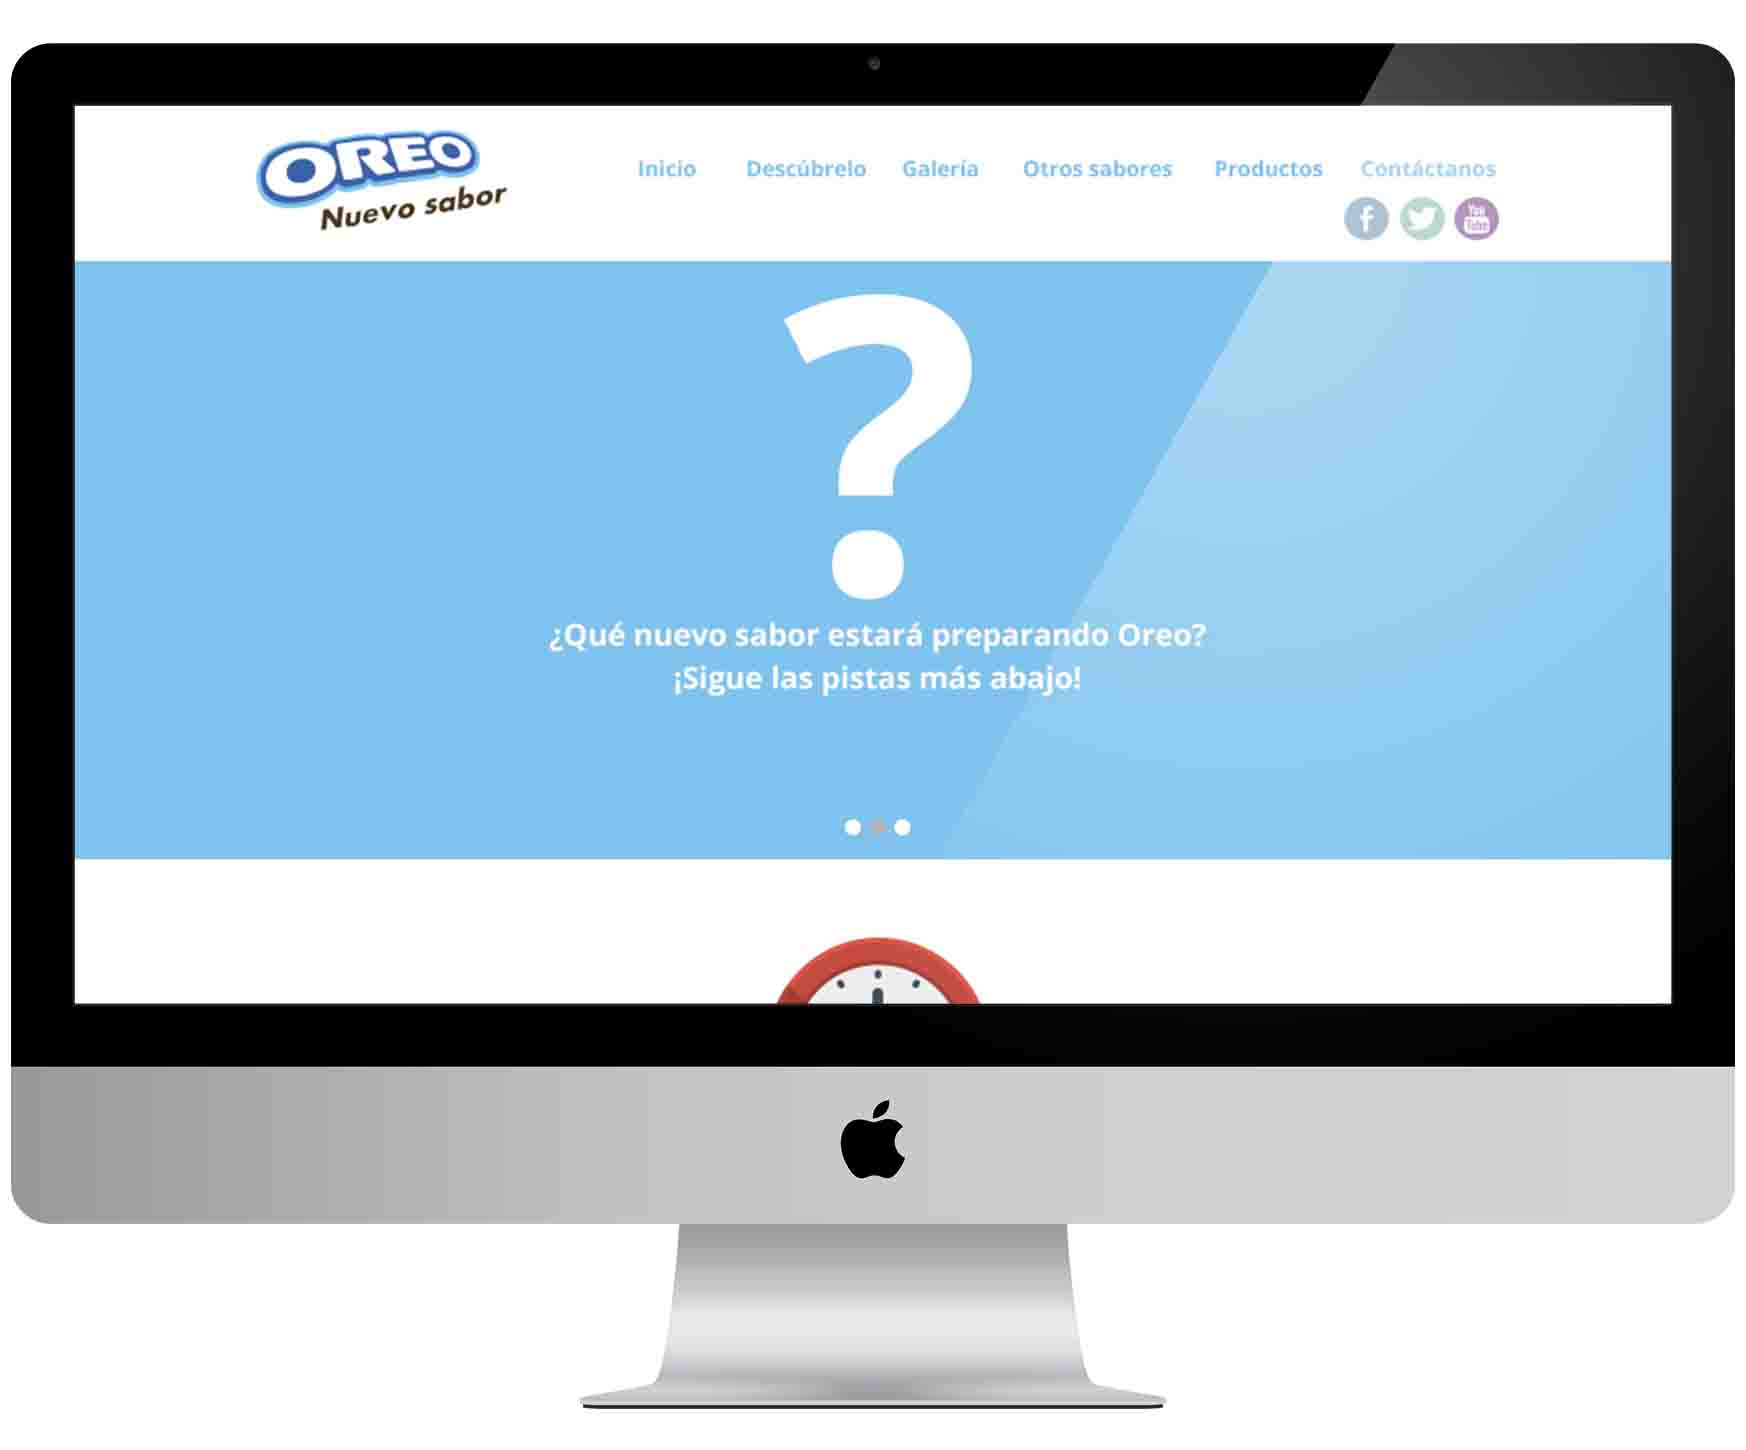 OREO
Nuevo sabor
Inicio Descúbrelo Galería Otros sabores Productos Contáctanos
You Tube
?
¿Qué nuevo sabor estará preparando Oreo?
¡Sigue las pistas más abajo!